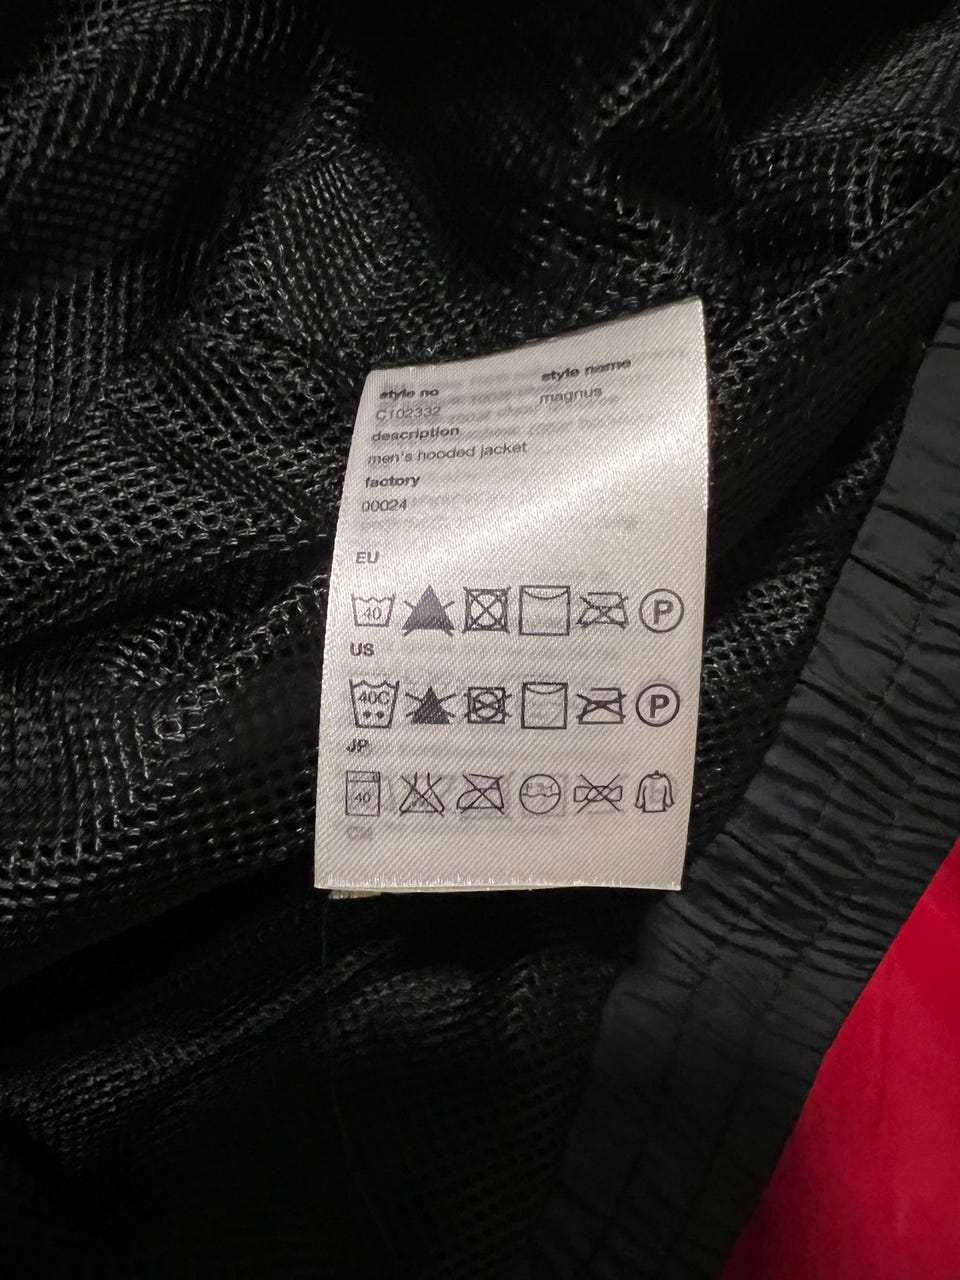 style no style name
C102332 magnus
description
men's hooded jacket
factory
00024
EU
40 P
US
40C P
JP
40